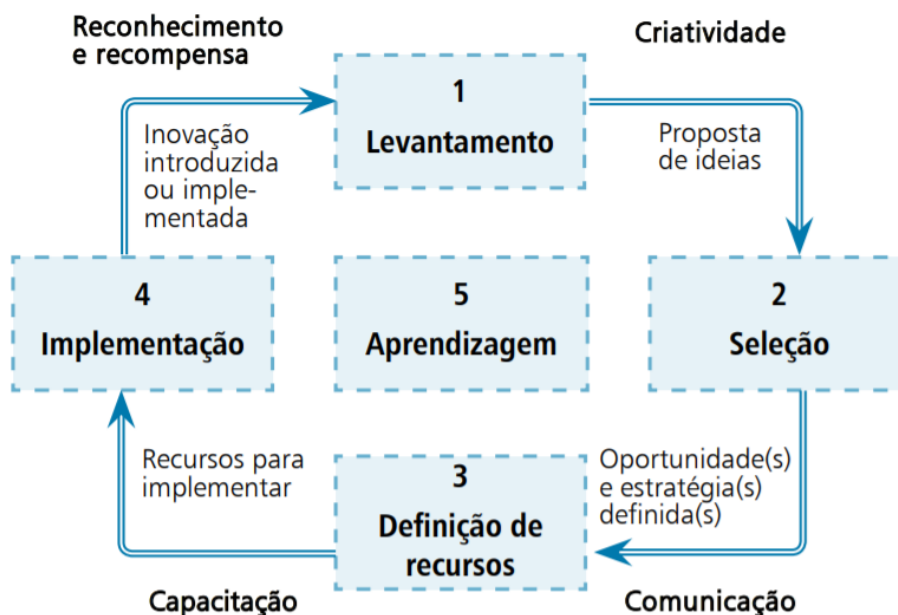 Reconhecimento
e recompensa
Criatividade
1
Levantamento
Inovação
introduzida
ou imple-
mentada
Proposta
de ideias
4
Implementação
5
Aprendizagem
2
Seleção
Recursos para
implementar
3
Definição de
recursos
Oportunidade(s)
e estratégia(s)
definida(s)
Capacitação
Comunicação